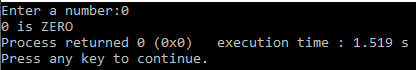 Enter a number:0
0 is ZERO
Process returned 0 (0x0)   execution time : 1.519 s
Press any key to continue.